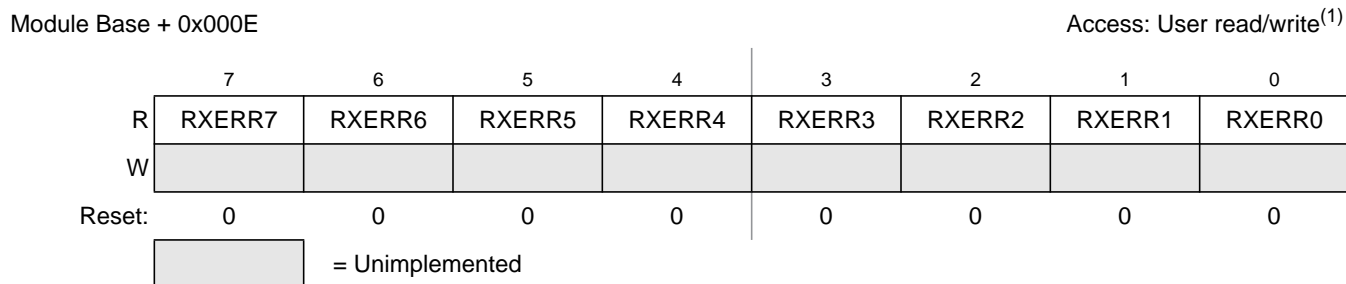 Module Base + 0x000E Access: User read/write(1)
7 6 5 4 3 2 1 0
R RXERR7 RXERR6 RXERR5 RXERR4 RXERR3 RXERR2 RXERR1 RXERR0
W
Reset: 0 0 0 0 0 0 0 0
= Unimplemented